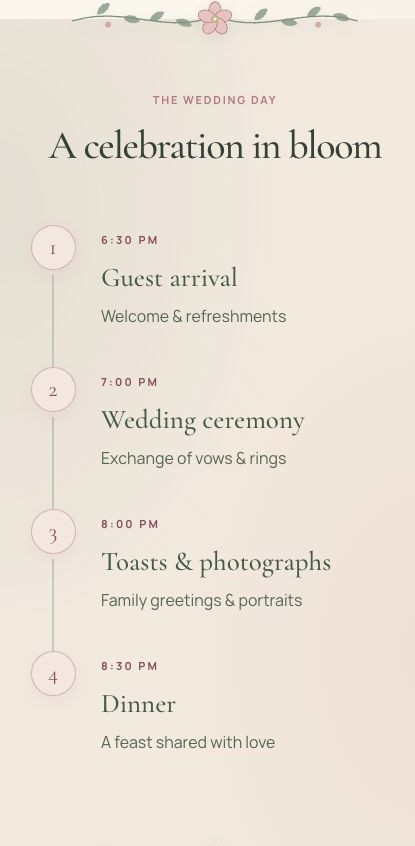 THE WEDDING DAY
A celebration in bloom
1
6:30 PM
Guest arrival
Welcome & refreshments
2
7:00 PM
Wedding ceremony
Exchange of vows & rings
3
8:00 PM
Toasts & photographs
Family greetings & portraits
4
8:30 PM
Dinner
A feast shared with love